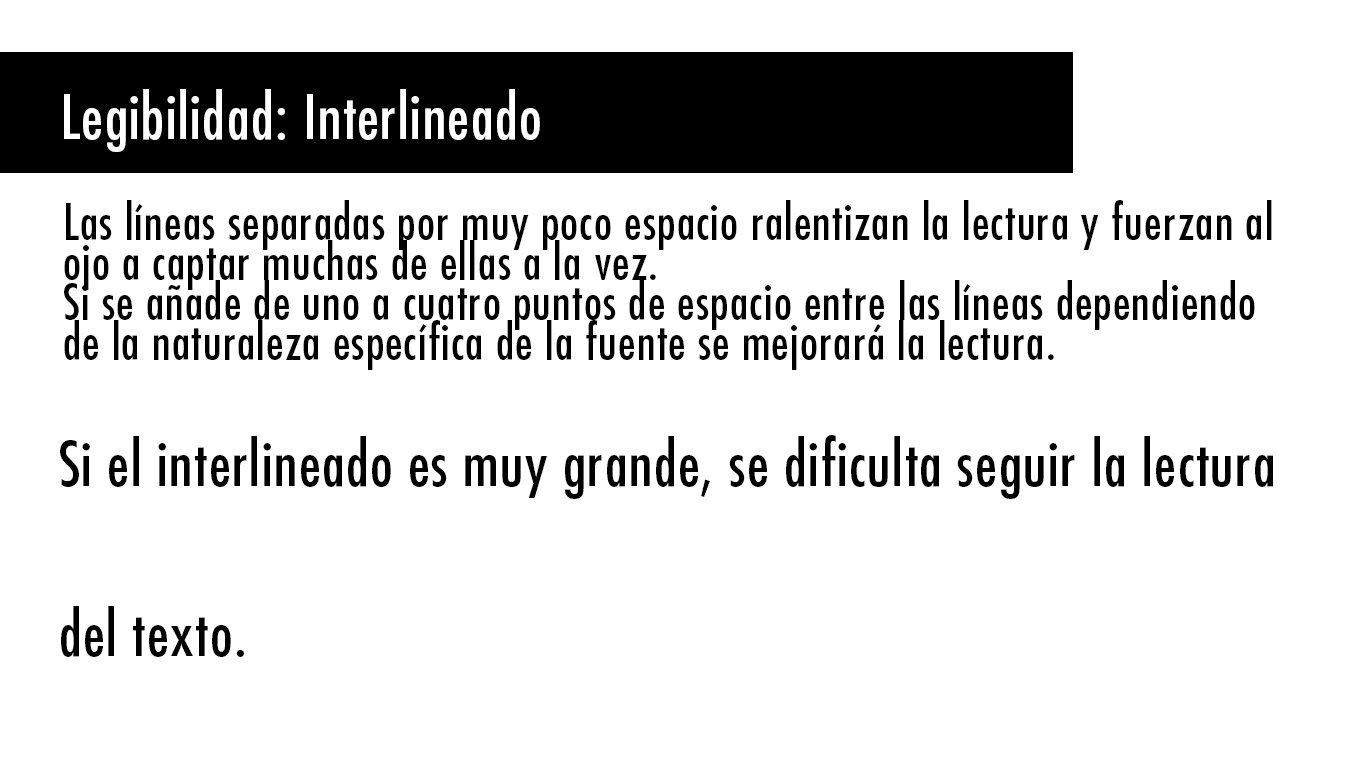 Legibilidad: Interlineado
Las líneas separadas por muy poco espacio ralentizan la lectura y fuerzan al
ojo a captar muchas de ellas a la vez.
Si se añade de uno a cuatro puntos de espacio entre las líneas dependiendo
de la naturaleza específica de la fuente se mejorará la lectura.
Si el interlineado es muy grande, se dificulta seguir la lectura
del texto.